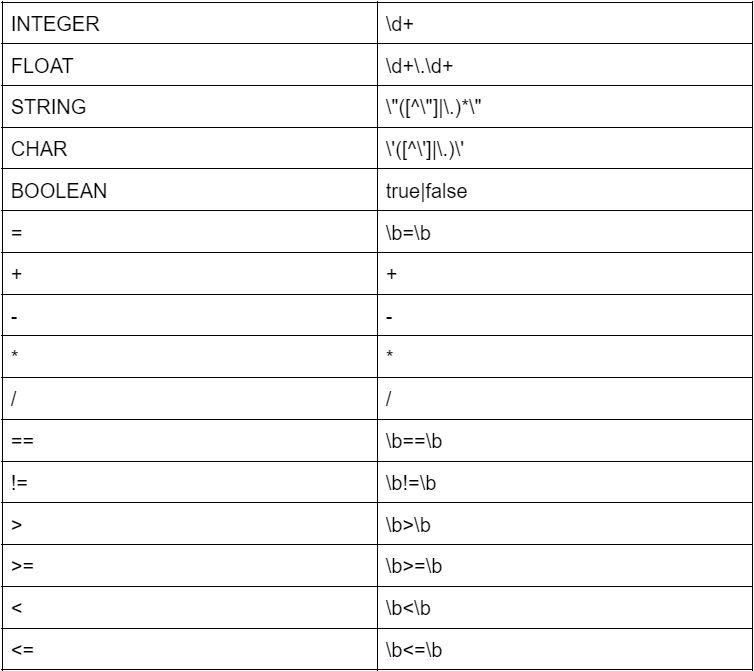 INTEGER \d+
FLOAT \d+\.\d+
STRING \"([^\"]|\.)*\"
CHAR \'([^\']|\.)\'
BOOLEAN true|false
= \b=\b
+ +
- -
* *
/ /
== \b==\b
!= \b!=\b
> \b>\b
>= \b>=\b
< \b<\b
<= \b<=\b